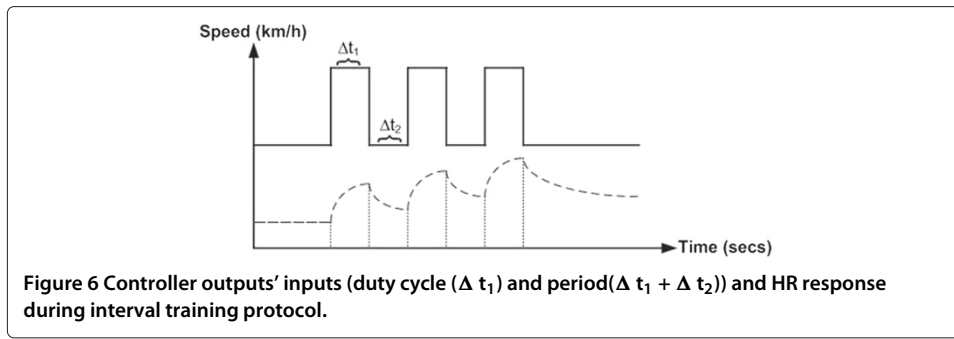 Speed (km/h)
Δt₁
Δt₂
Time (secs)
Figure 6 Controller outputs’ inputs (duty cycle (Δ t₁) and period(Δ t₁ + Δ t₂)) and HR response
during interval training protocol.